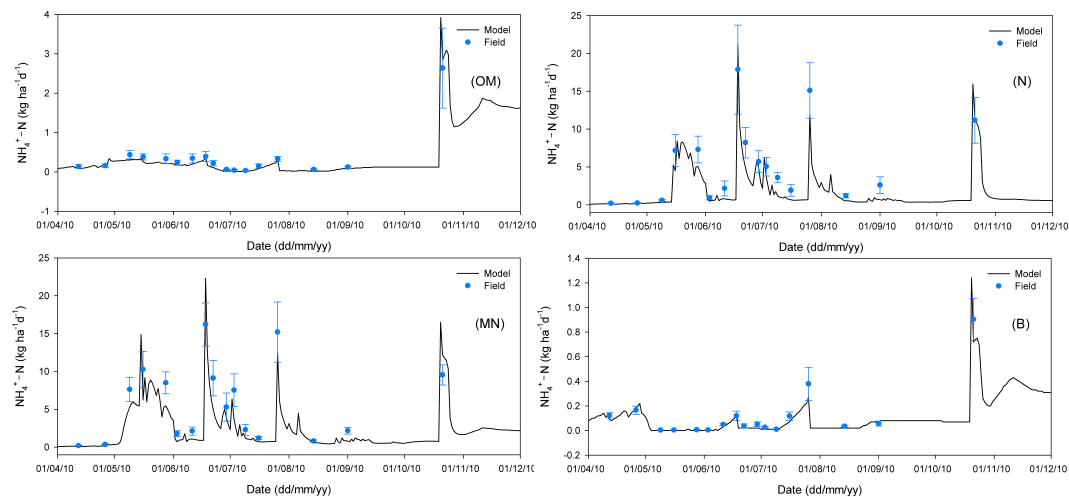 4
3
2
1
0
-1
NH4+ – N (kg ha-1d-1)
Model
Field
(OM)
01/04/10 01/05/10 01/06/10 01/07/10 01/08/10 01/09/10 01/10/10 01/11/10 01/12/10
Date (dd/mm/yy)
25
20
15
10
5
0
NH4+ – N (kg ha-1d-1)
Model
Field
(N)
01/04/10 01/05/10 01/06/10 01/07/10 01/08/10 01/09/10 01/10/10 01/11/10 01/12/10
Date (dd/mm/yy)
25
20
15
10
5
0
NH4+ – N (kg ha-1d-1)
Model
Field
(MN)
01/04/10 01/05/10 01/06/10 01/07/10 01/08/10 01/09/10 01/10/10 01/11/10 01/12/10
Date (dd/mm/yy)
1.4
1.2
1.0
0.8
0.6
0.4
0.2
0.0
-0.2
NH4+ – N (kg ha-1d-1)
Model
Field
(B)
01/04/10 01/05/10 01/06/10 01/07/10 01/08/10 01/09/10 01/10/10 01/11/10 01/12/10
Date (dd/mm/yy)